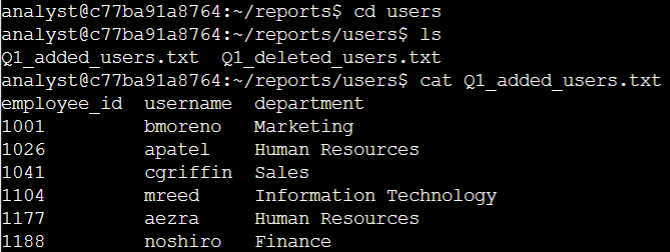 analyst@c77ba91a8764:~/reports$ cd users
analyst@c77ba91a8764:~/reports/users$ ls
Q1_added_users.txt  Q1_deleted_users.txt
analyst@c77ba91a8764:~/reports/users$ cat Q1_added_users.txt
employee_id  username  department
1001         bmoreno   Marketing
1026         apatel    Human Resources
1041         cgriffin  Sales
1104         mreed     Information Technology
1177         aezra     Human Resources
1188         noshiro   Finance